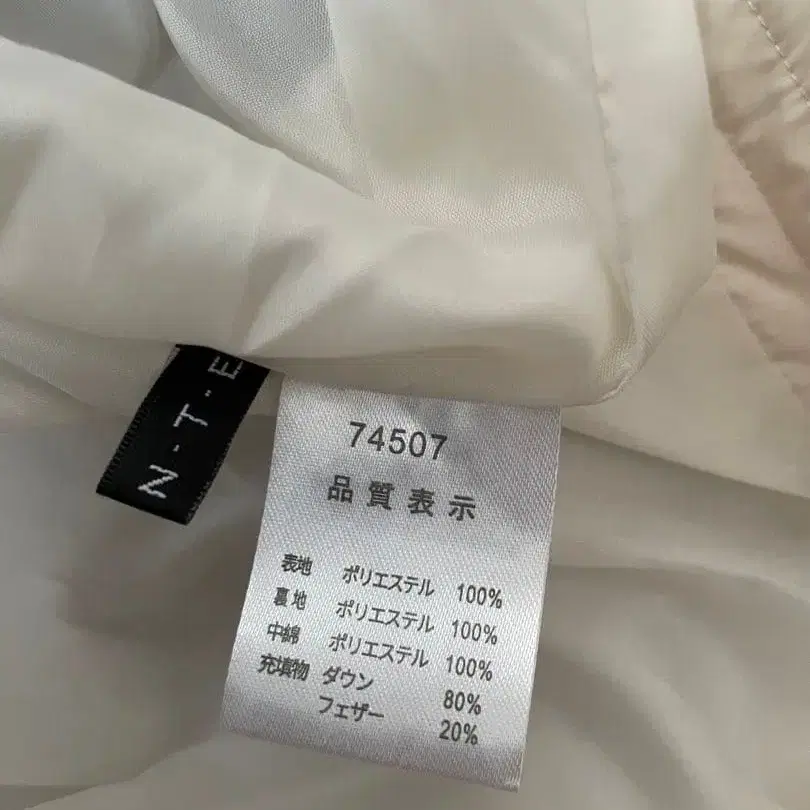 N·T·E
74507
品質表示
表地 ポリエステル 100%
裏地 ポリエステル 100%
中綿 ポリエステル 100%
充填物 ダウン 80%
フェザー 20%